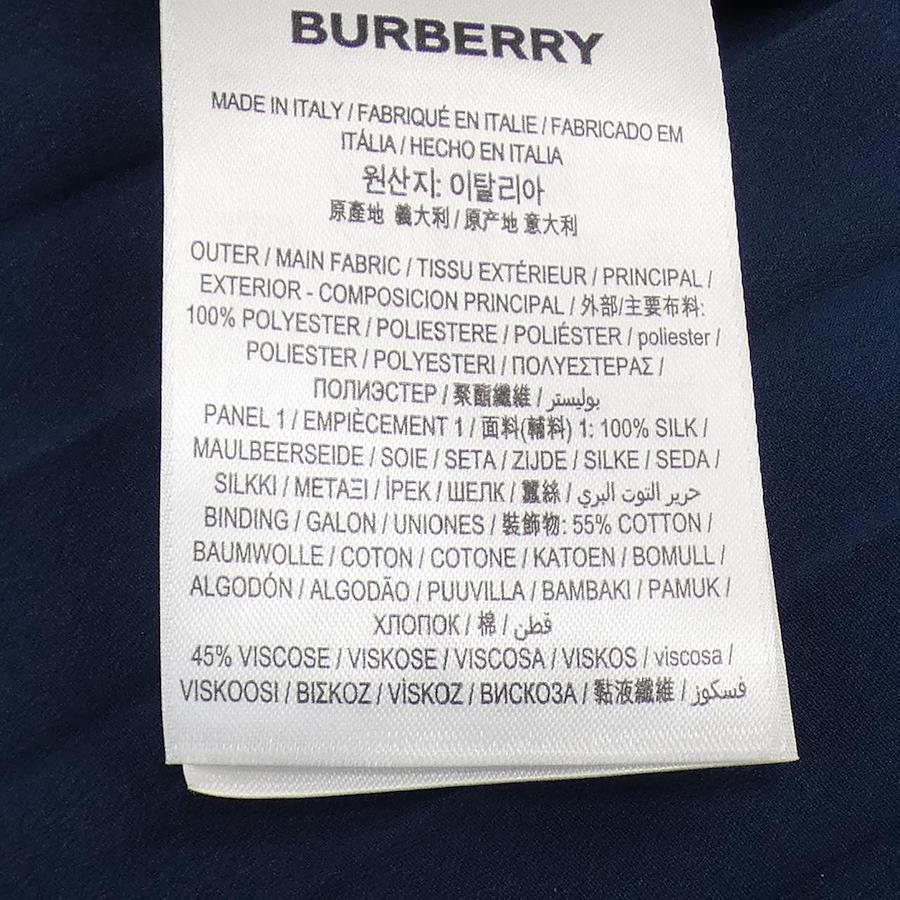 BURBERRY
MADE IN ITALY / FABRIQUÉ EN ITALIE / FABRICADO EM
ITÁLIA / HECHO EN ITALIA
원산지: 이탈리아
原產地 義大利 / 原产地 意大利
OUTER / MAIN FABRIC / TISSU EXTÉRIEUR / PRINCIPAL /
EXTERIOR - COMPOSICION PRINCIPAL / 外部/主要布料:
100% POLYESTER / POLIESTERE / POLIÉSTER / poliester /
POLIESTER / POLYESTERI / ΠΟΛΥΕΣΤΕΡΑΣ /
ПОЛИЭСТЕР / 聚酯纖維 / بوليستر
PANEL 1 / EMPIÈCEMENT 1 / 面料(輔料) 1: 100% SILK /
MAULBEERSEIDE / SOIE / SETA / ZIJDE / SILKE / SEDA /
SILKKI / ΜΕΤΑΞΙ / İPEK / ШЕЛК / 蠶絲 / حرير التوت البري
BINDING / GALON / UNIONES / 裝飾物: 55% COTTON /
BAUMWOLLE / COTON / COTONE / KATOEN / BOMULL /
ALGODÓN / ALGODÃO / PUUVILLA / ΒΑΜΒΑΚΙ / PAMUK /
ХЛОПОК / 棉 / قطن
45% VISCOSE / VISKOSE / VISCOSA / VISKOS / viscosa /
VISKOOSI / ΒΙΣΚΟΖ / VİSKOZ / ВИСКОЗА / 黏液纖維 / فسكوز